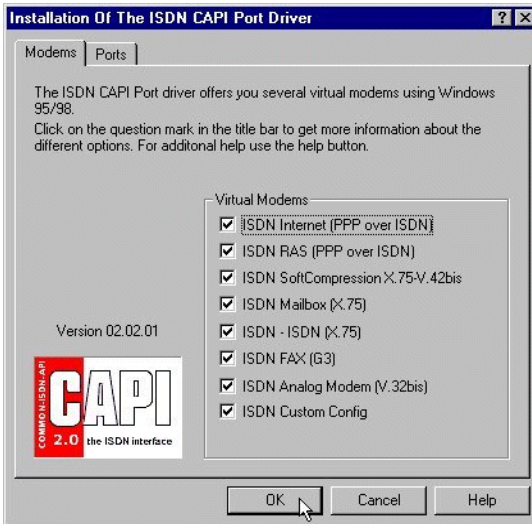 Installation Of The ISDN CAPI Port Driver
Modems
Ports
The ISDN CAPI Port driver offers you several virtual modems using Windows
95/98.
Click on the question mark in the title bar to get more information about the
different options. For additonal help use the help button.
Virtual Modems
ISDN Internet (PPP over ISDN)
ISDN RAS (PPP over ISDN)
ISDN SoftCompression X.75-V.42bis
ISDN Mailbox (X.75)
ISDN - ISDN (X.75)
ISDN FAX (G3)
ISDN Analog Modem (V.32bis)
ISDN Custom Config
Version 02.02.01
COMMON-ISDN-API
CAPI
2.0 the ISDN interface
OK
Cancel
Help